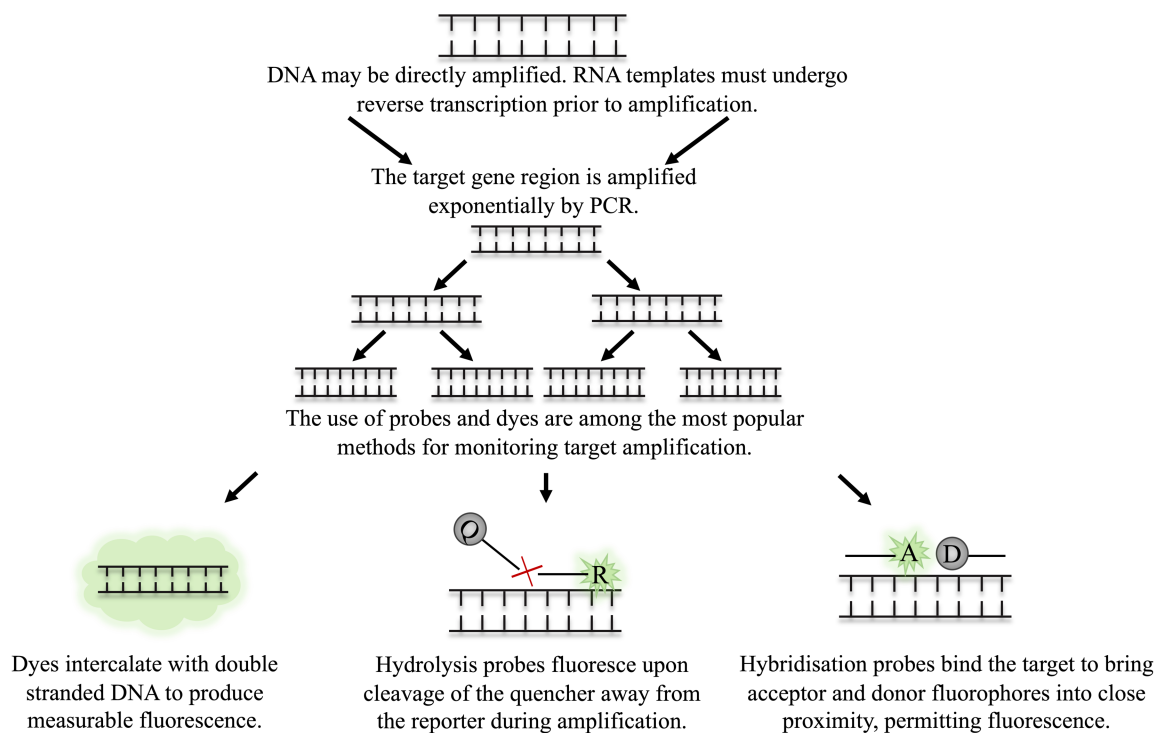 DNA may be directly amplified. RNA templates must undergo
reverse transcription prior to amplification.
The target gene region is amplified
exponentially by PCR.
The use of probes and dyes are among the most popular
methods for monitoring target amplification.
Q
R
A D
Dyes intercalate with double
stranded DNA to produce
measurable fluorescence.
Hydrolysis probes fluoresce upon
cleavage of the quencher away from
the reporter during amplification.
Hybridisation probes bind the target to bring
acceptor and donor fluorophores into close
proximity, permitting fluorescence.